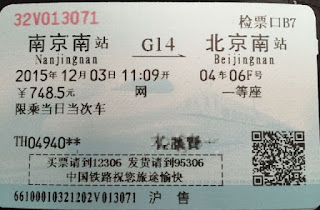 32V013071 检票口B7
南京南站 G14 北京南站
Nanjingnan Beijingnan
2015年12月03日11:09开 04车06F号
￥748.5元 网 一等座
限乘当日当次车
TH04940**
买票请到12306 发货请到95306
中国铁路祝您旅途愉快
66100010321202V013071 沪售